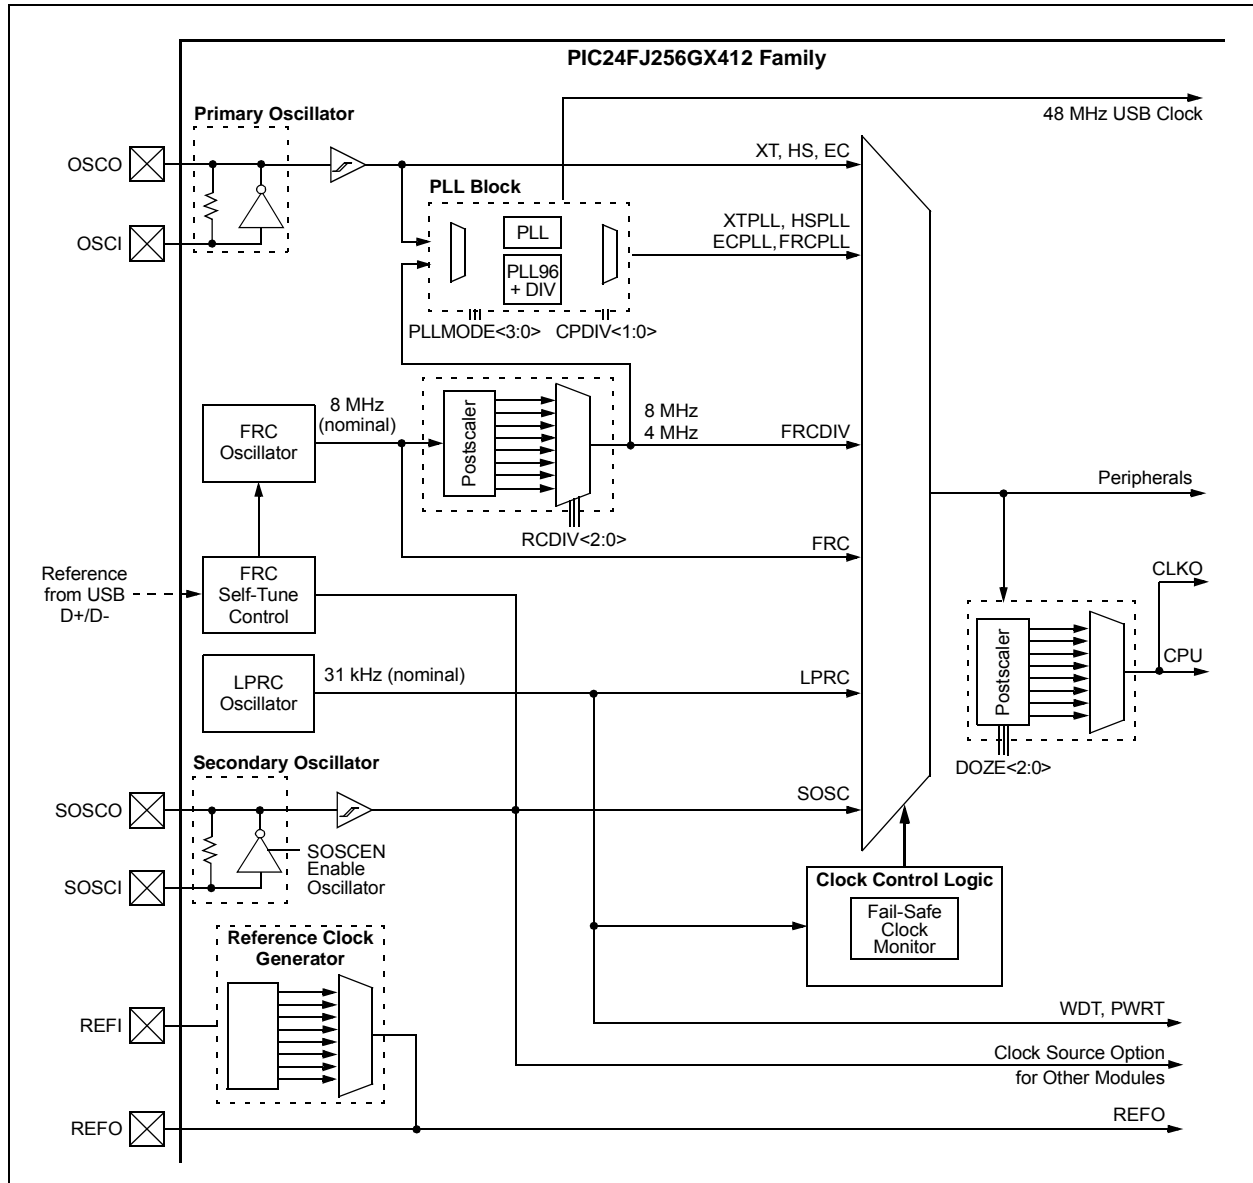 PIC24FJ256GX412 Family
48 MHz USB Clock
Primary Oscillator
OSCO
XT, HS, EC
PLL Block
OSCI
PLL
XTPLL, HSPLL
ECPLL,FRCPLL
PLL96
+ DIV
PLLMODE<3:0>
CPDIV<1:0>
8 MHz
(nominal)
FRC
Oscillator
Postscaler
8 MHz
4 MHz
FRCDIV
Peripherals
RCDIV<2:0>
FRC
Reference
from USB
D+/D-
FRC
Self-Tune
Control
CLKO
Postscaler
CPU
31 kHz (nominal)
LPRC
Oscillator
LPRC
DOZE<2:0>
Secondary Oscillator
SOSCO
SOSC
SOSCEN
Enable
Oscillator
SOSCI
Clock Control Logic
Fail-Safe
Clock
Monitor
Reference Clock
Generator
REFI
WDT, PWRT
Clock Source Option
for Other Modules
REFO
REFO